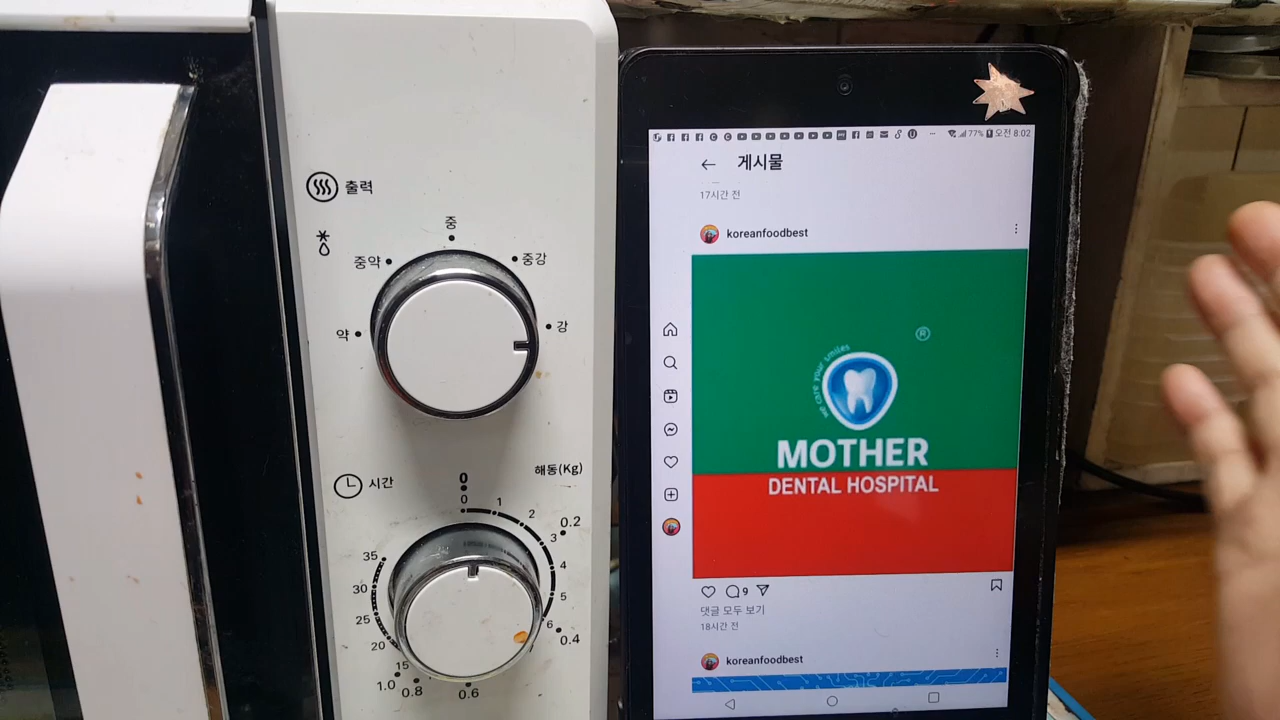 출력
중
중약
중강
약
강
시간
해동(Kg)
0
0
1
2
0.2
3
4
5
6
0.4
35
30
25
20
15
1.0
0.8
0.6
77% 오전 8:02
게시물
17시간 전
koreanfoodbest
®
we care your smiles
MOTHER
DENTAL HOSPITAL
9
댓글 모두 보기
18시간 전
koreanfoodbest